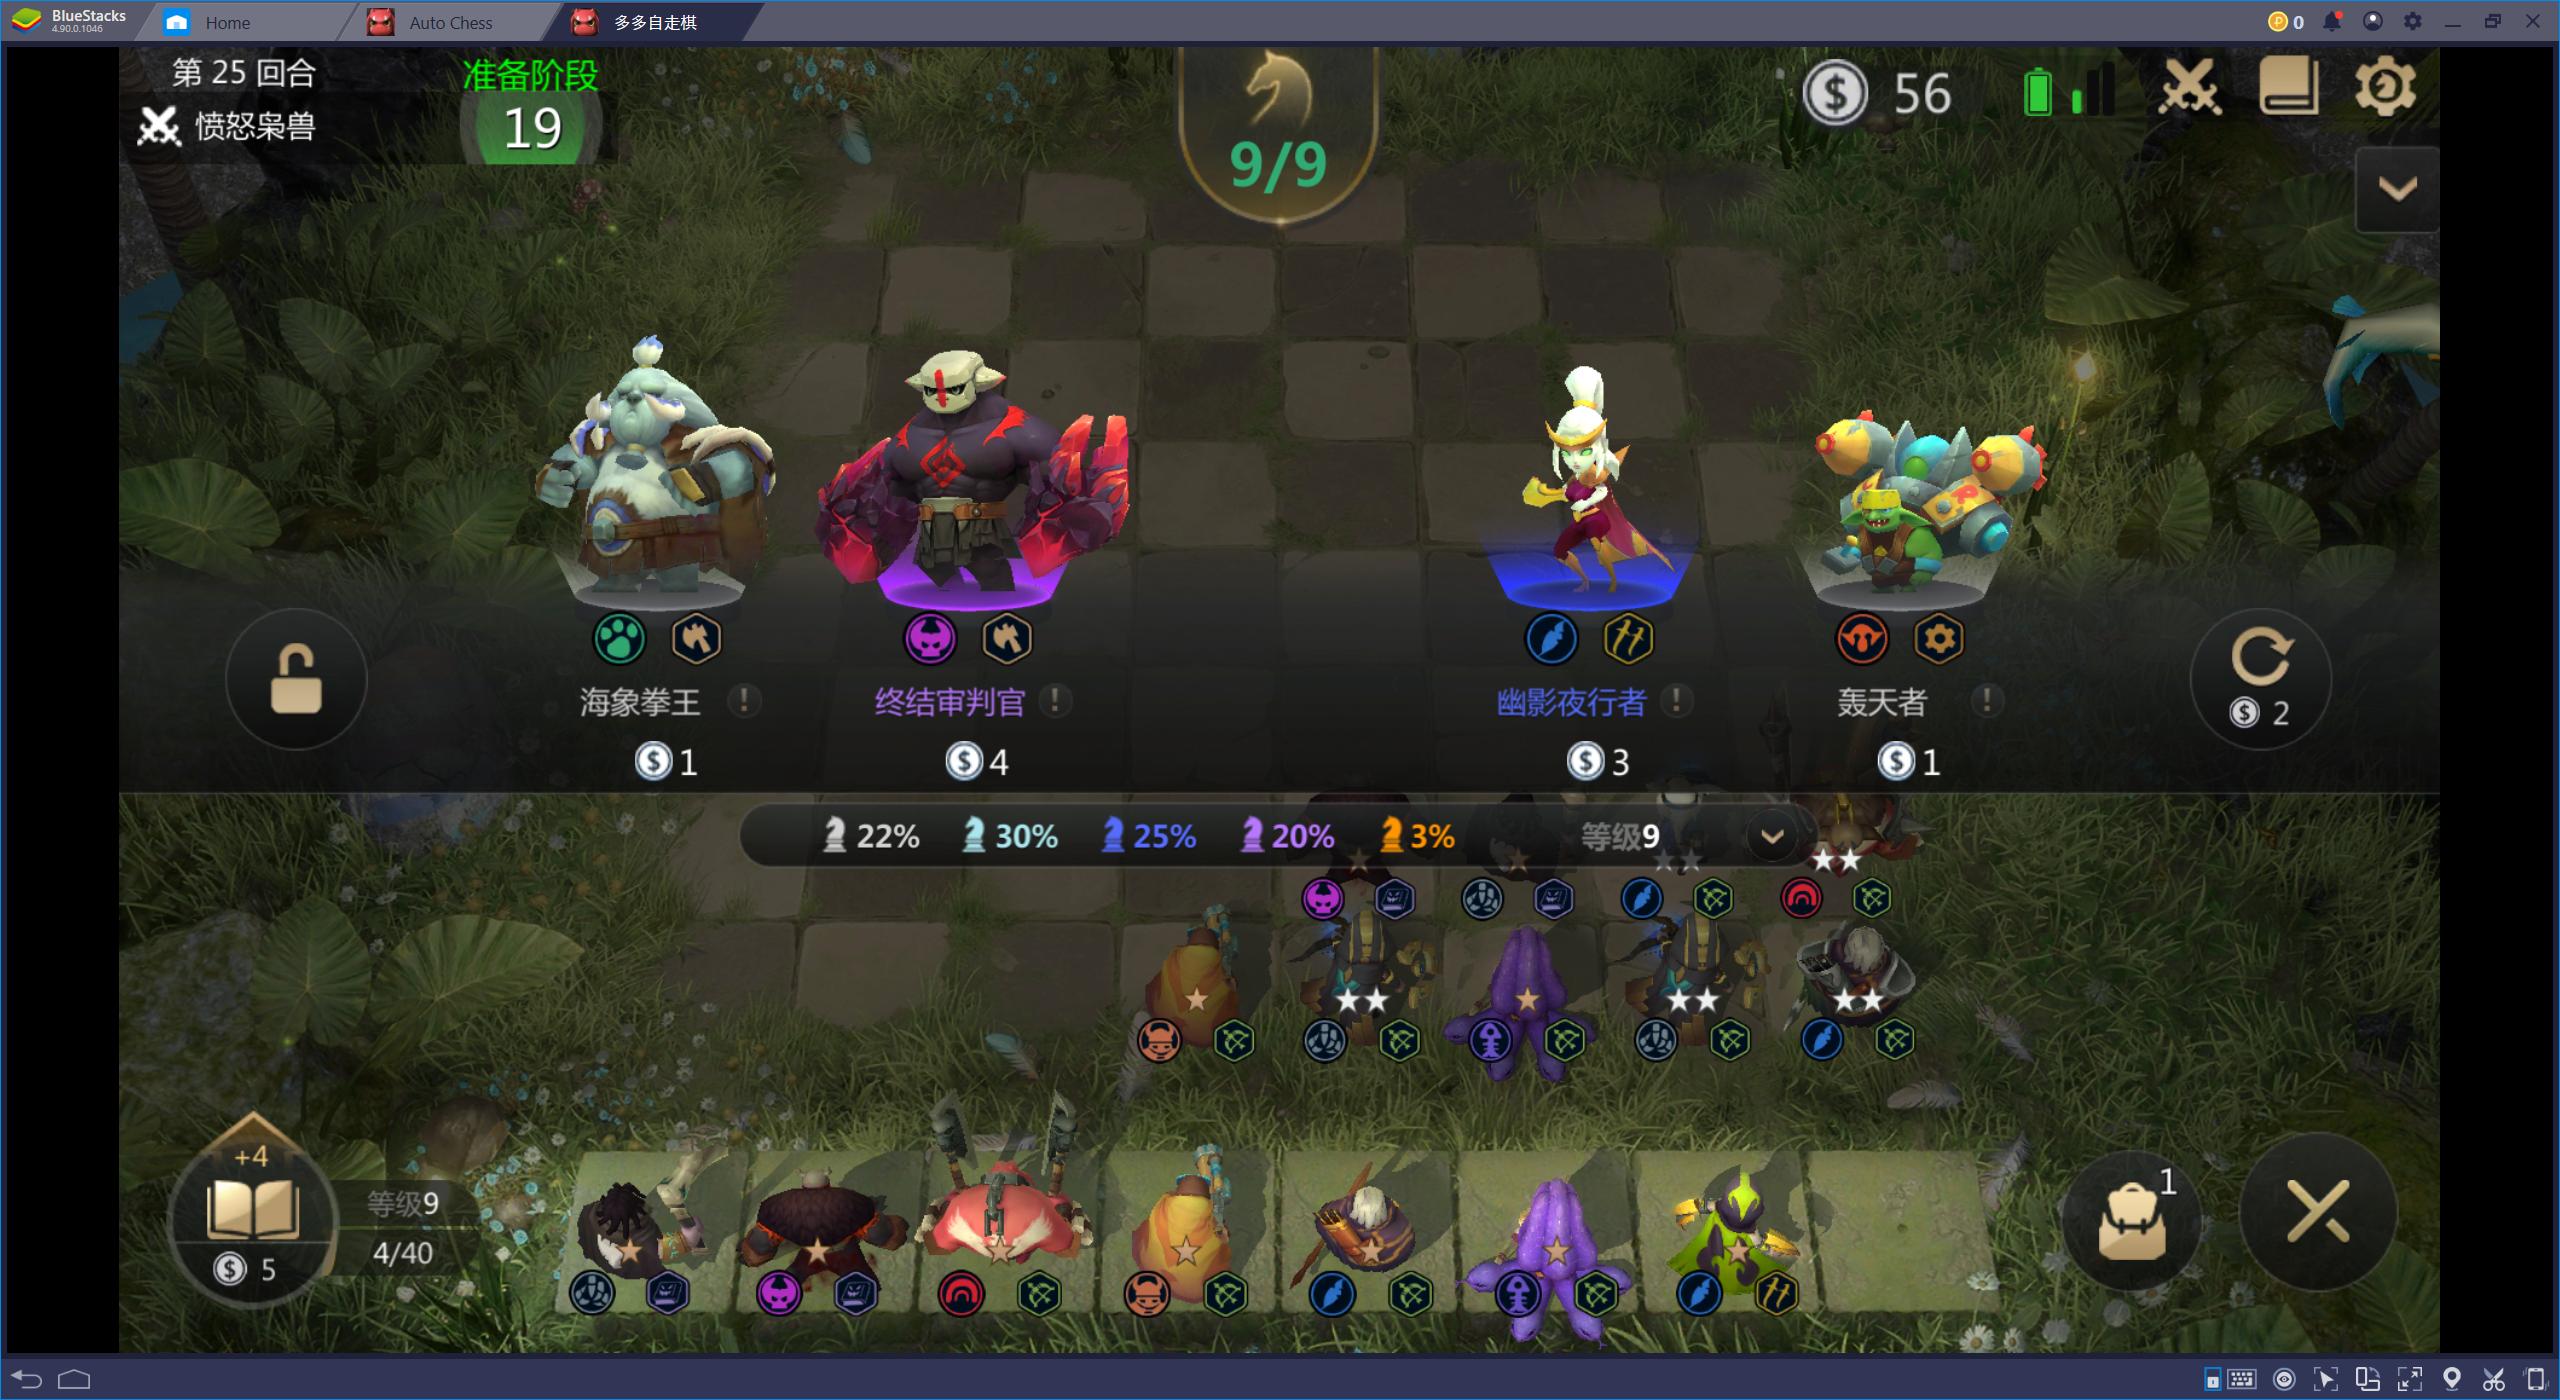 BlueStacks
4.90.0.1046
Home
Auto Chess
多多自走棋
0
第 25 回合
准备阶段
愤怒枭兽
19
9/9
56
海象拳王
终结审判官
幽影夜行者
轰天者
1
4
3
1
2
22%
30%
25%
20%
3%
等级9
+4
5
等级9
4/40
1